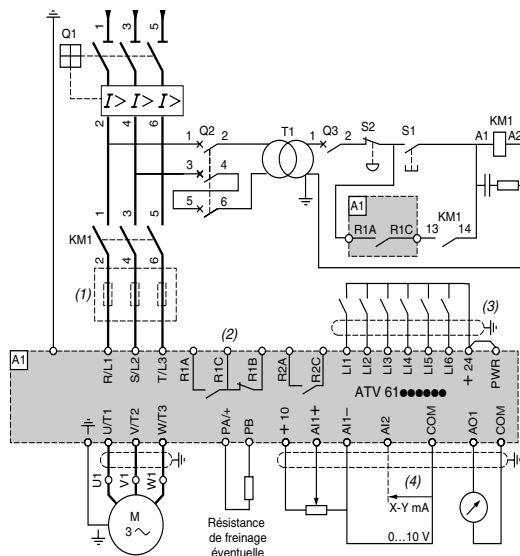 1 3 5
Q1
I> I> I>
2 4 6
Q2
1 2
3 4
5 6
T1
1 Q3 2
S2
S1
KM1
A1 A2
A1
R1A R1C
KM1
13 14
1 3 5
KM1
2 4 6
(1)
(2)
(3)
A1
R/L1 S/L2 T/L3 R1A R1C R1B R2A R2C LI1 LI2 LI3 LI4 LI5 LI6 + 24 PWR
ATV 61●●●●●●
U/T1 V/T2 W/T3 PA/+ PB + 10 AI1+ AI1– AI2 COM AO1 COM
U1 V1 W1
(4)
X-Y mA
M
3
0…10 V
Résistance
de freinage
éventuelle